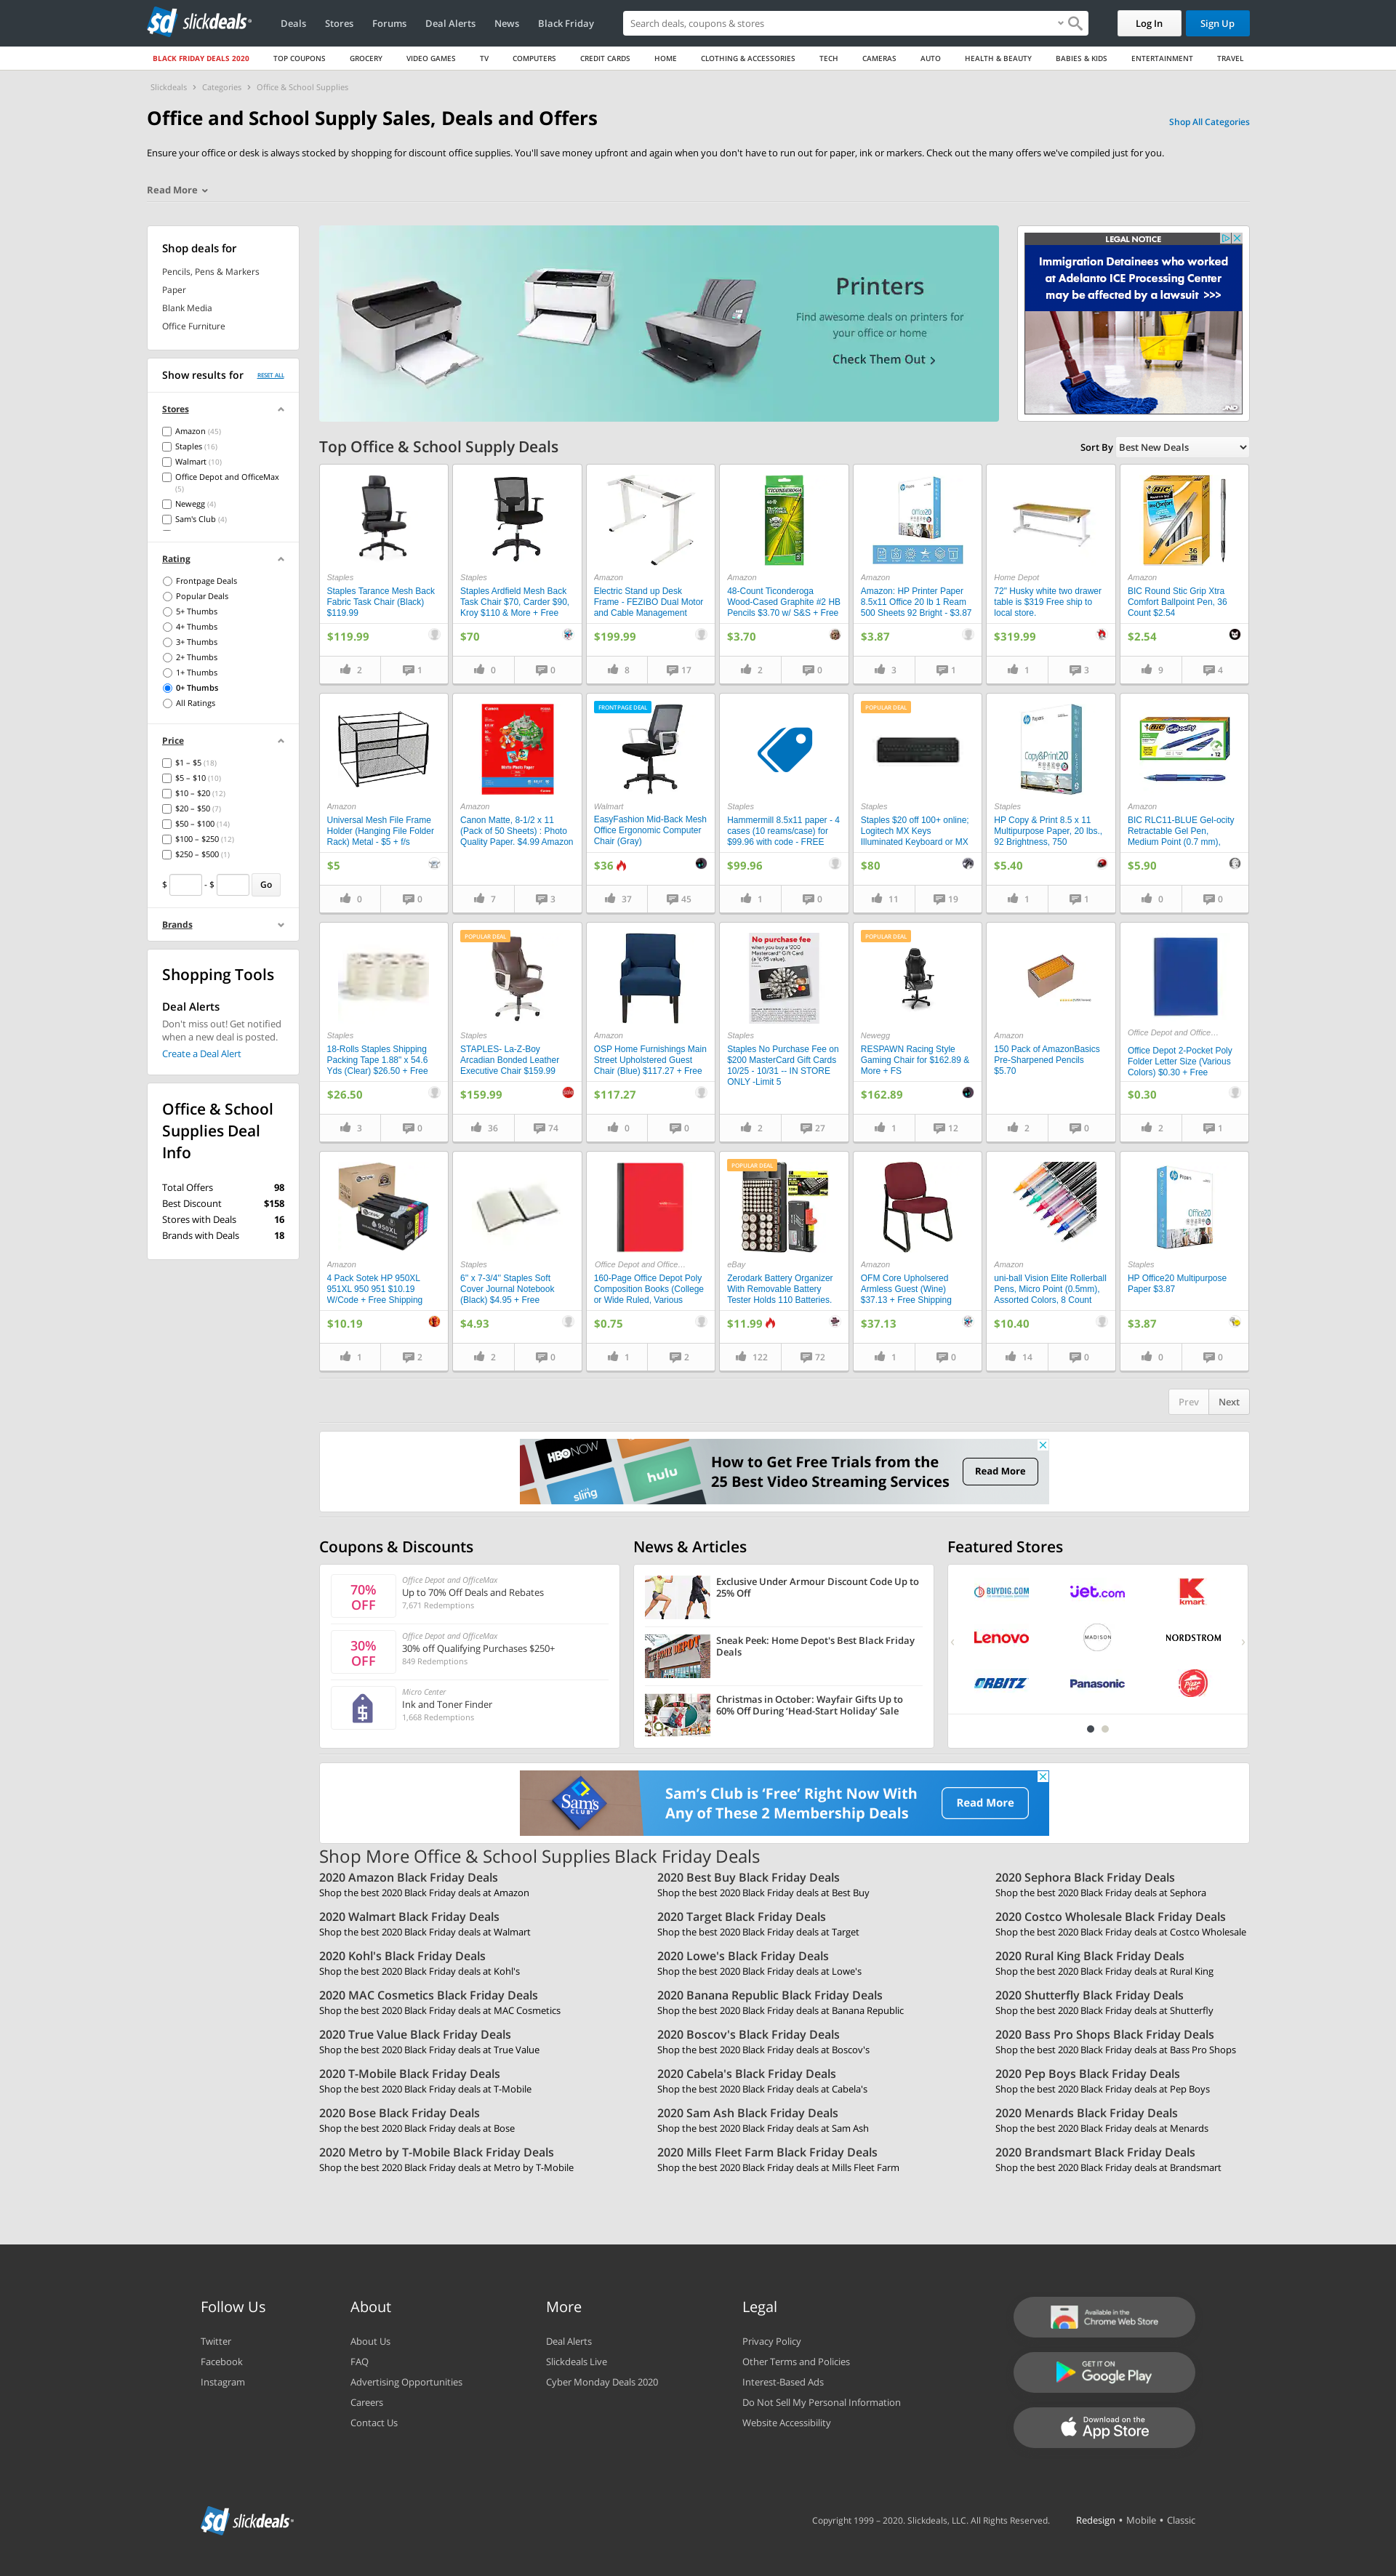 slickdeals
Deals
Stores
Forums
Deal Alerts
News
Black Friday
Search deals, coupons & stores
Log In
Sign Up
BLACK FRIDAY DEALS 2020
TOP COUPONS
GROCERY
VIDEO GAMES
TV
COMPUTERS
CREDIT CARDS
HOME
CLOTHING & ACCESSORIES
TECH
CAMERAS
AUTO
HEALTH & BEAUTY
BABIES & KIDS
ENTERTAINMENT
TRAVEL
Slickdeals › Categories › Office & School Supplies
Office and School Supply Sales, Deals and Offers
Shop All Categories
Ensure your office or desk is always stocked by shopping for discount office supplies. You'll save money upfront and again when you don't have to run out for paper, ink or markers. Check out the many offers we've compiled just for you.
Read More
Shop deals for
Pencils, Pens & Markers
Paper
Blank Media
Office Furniture
Show results for
RESET ALL
Stores
Amazon (45)
Staples (16)
Walmart (10)
Office Depot and OfficeMax
(5)
Newegg (4)
Sam's Club (4)
Rating
Frontpage Deals
Popular Deals
5+ Thumbs
4+ Thumbs
3+ Thumbs
2+ Thumbs
1+ Thumbs
0+ Thumbs
All Ratings
Price
$1 – $5 (18)
$5 – $10 (10)
$10 – $20 (12)
$20 – $50 (7)
$50 – $100 (14)
$100 – $250 (12)
$250 – $500 (1)
$ - $ Go
Brands
Shopping Tools
Deal Alerts
Don't miss out! Get notified
when a new deal is posted.
Create a Deal Alert
Office & School
Supplies Deal
Info
Total Offers 98
Best Discount $158
Stores with Deals 16
Brands with Deals 18
Printers
Find awesome deals on printers for
your office or home
Check Them Out
LEGAL NOTICE
Immigration Detainees who worked
at Adelanto ICE Processing Center
may be affected by a lawsuit >>>
Top Office & School Supply Deals
Sort By Best New Deals
Staples
Staples Tarance Mesh Back
Fabric Task Chair (Black)
$119.99
$119.99
2
1
Staples
Staples Ardfield Mesh Back
Task Chair $70, Carder $90,
Kroy $110 & More + Free
$70
0
0
Amazon
Electric Stand up Desk
Frame - FEZIBO Dual Motor
and Cable Management
$199.99
8
17
TICONDEROGA
Amazon
48-Count Ticonderoga
Wood-Cased Graphite #2 HB
Pencils $3.70 w/ S&S + Free
$3.70
2
0
Office20
Amazon
Amazon: HP Printer Paper
8.5x11 Office 20 lb 1 Ream
500 Sheets 92 Bright - $3.87
$3.87
3
1
Home Depot
72" Husky white two drawer
table is $319 Free ship to
local store.
$319.99
1
3
BIC
36
Amazon
BIC Round Stic Grip Xtra
Comfort Ballpoint Pen, 36
Count $2.54
$2.54
9
4
Amazon
Universal Mesh File Frame
Holder (Hanging File Folder
Rack) Metal - $5 + f/s
$5
0
0
Canon
Amazon
Canon Matte, 8-1/2 x 11
(Pack of 50 Sheets) : Photo
Quality Paper. $4.99 Amazon
7
3
FRONTPAGE DEAL
Walmart
EasyFashion Mid-Back Mesh
Office Ergonomic Computer
Chair (Gray)
$36
37
45
Staples
Hammermill 8.5x11 paper - 4
cases (10 reams/case) for
$99.96 with code - FREE
$99.96
1
0
POPULAR DEAL
Staples
Staples $20 off 100+ online;
Logitech MX Keys
Illuminated Keyboard or MX
$80
11
19
Copy&Print20
Staples
HP Copy & Print 8.5 x 11
Multipurpose Paper, 20 lbs.,
92 Brightness, 750
$5.40
1
1
BIC
Gelocity
Amazon
BIC RLC11-BLUE Gel-ocity
Retractable Gel Pen,
Medium Point (0.7 mm),
$5.90
0
0
Staples
18-Rolls Staples Shipping
Packing Tape 1.88" x 54.6
Yds (Clear) $26.50 + Free
$26.50
3
0
POPULAR DEAL
Staples
STAPLES- La-Z-Boy
Arcadian Bonded Leather
Executive Chair $159.99
$159.99
36
74
Amazon
OSP Home Furnishings Main
Street Upholstered Guest
Chair (Blue) $117.27 + Free
$117.27
0
0
No purchase fee
when you buy a $200
Mastercard Gift Card
(a $6.95 value).
Staples
Staples No Purchase Fee on
$200 MasterCard Gift Cards
10/25 - 10/31 -- IN STORE
ONLY -Limit 5
2
27
POPULAR DEAL
Newegg
RESPAWN Racing Style
Gaming Chair for $162.89 &
More + FS
$162.89
1
12
Amazon
150 Pack of AmazonBasics
Pre-Sharpened Pencils
$5.70
2
0
Office Depot and Office…
Office Depot 2-Pocket Poly
Folder Letter Size (Various
Colors) $0.30 + Free
$0.30
2
1
950XL
Amazon
4 Pack Sotek HP 950XL
951XL 950 951 $10.19
W/Code + Free Shipping
$10.19
1
2
Staples
6" x 7-3/4" Staples Soft
Cover Journal Notebook
(Black) $4.95 + Free
$4.93
2
0
Office Depot and Office…
160-Page Office Depot Poly
Composition Books (College
or Wide Ruled, Various
$0.75
1
2
POPULAR DEAL
eBay
Zerodark Battery Organizer
With Removable Battery
Tester Holds 110 Batteries.
$11.99
122
72
Amazon
OFM Core Upholsered
Armless Guest (Wine)
$37.13 + Free Shipping
$37.13
1
0
Amazon
uni-ball Vision Elite Rollerball
Pens, Micro Point (0.5mm),
Assorted Colors, 8 Count
$10.40
14
0
Office20
Staples
HP Office20 Multipurpose
Paper $3.87
$3.87
0
0
Prev
Next
HBO NOW
hulu
sling
How to Get Free Trials from the
25 Best Video Streaming Services
Read More
Coupons & Discounts
70%
OFF
Office Depot and OfficeMax
Up to 70% Off Deals and Rebates
7,671 Redemptions
30%
OFF
Office Depot and OfficeMax
30% off Qualifying Purchases $250+
849 Redemptions
Micro Center
Ink and Toner Finder
1,668 Redemptions
News & Articles
Exclusive Under Armour Discount Code Up to
25% Off
THE HOME DEPOT
Sneak Peek: Home Depot's Best Black Friday
Deals
Christmas in October: Wayfair Gifts Up to
60% Off During 'Head-Start Holiday' Sale
Featured Stores
BUYDIG.COM
jet.com
kmart
Lenovo
MADISON
NORDSTROM
ORBITZ
Panasonic
Pizza Hut
Sam's CLUB
Sam's Club is 'Free' Right Now With
Any of These 2 Membership Deals
Read More
Shop More Office & School Supplies Black Friday Deals
2020 Amazon Black Friday Deals
Shop the best 2020 Black Friday deals at Amazon
2020 Best Buy Black Friday Deals
Shop the best 2020 Black Friday deals at Best Buy
2020 Sephora Black Friday Deals
Shop the best 2020 Black Friday deals at Sephora
2020 Walmart Black Friday Deals
Shop the best 2020 Black Friday deals at Walmart
2020 Target Black Friday Deals
Shop the best 2020 Black Friday deals at Target
2020 Costco Wholesale Black Friday Deals
Shop the best 2020 Black Friday deals at Costco Wholesale
2020 Kohl's Black Friday Deals
Shop the best 2020 Black Friday deals at Kohl's
2020 Lowe's Black Friday Deals
Shop the best 2020 Black Friday deals at Lowe's
2020 Rural King Black Friday Deals
Shop the best 2020 Black Friday deals at Rural King
2020 MAC Cosmetics Black Friday Deals
Shop the best 2020 Black Friday deals at MAC Cosmetics
2020 Banana Republic Black Friday Deals
Shop the best 2020 Black Friday deals at Banana Republic
2020 Shutterfly Black Friday Deals
Shop the best 2020 Black Friday deals at Shutterfly
2020 True Value Black Friday Deals
Shop the best 2020 Black Friday deals at True Value
2020 Boscov's Black Friday Deals
Shop the best 2020 Black Friday deals at Boscov's
2020 Bass Pro Shops Black Friday Deals
Shop the best 2020 Black Friday deals at Bass Pro Shops
2020 T-Mobile Black Friday Deals
Shop the best 2020 Black Friday deals at T-Mobile
2020 Cabela's Black Friday Deals
Shop the best 2020 Black Friday deals at Cabela's
2020 Pep Boys Black Friday Deals
Shop the best 2020 Black Friday deals at Pep Boys
2020 Bose Black Friday Deals
Shop the best 2020 Black Friday deals at Bose
2020 Sam Ash Black Friday Deals
Shop the best 2020 Black Friday deals at Sam Ash
2020 Menards Black Friday Deals
Shop the best 2020 Black Friday deals at Menards
2020 Metro by T-Mobile Black Friday Deals
Shop the best 2020 Black Friday deals at Metro by T-Mobile
2020 Mills Fleet Farm Black Friday Deals
Shop the best 2020 Black Friday deals at Mills Fleet Farm
2020 Brandsmart Black Friday Deals
Shop the best 2020 Black Friday deals at Brandsmart
Follow Us
Twitter
Facebook
Instagram
About
About Us
FAQ
Advertising Opportunities
Careers
Contact Us
More
Deal Alerts
Slickdeals Live
Cyber Monday Deals 2020
Legal
Privacy Policy
Other Terms and Policies
Interest-Based Ads
Do Not Sell My Personal Information
Website Accessibility
Available in the
Chrome Web Store
GET IT ON
Google Play
Download on the
App Store
slickdeals
Copyright 1999 – 2020. Slickdeals, LLC. All Rights Reserved.
Redesign • Mobile • Classic